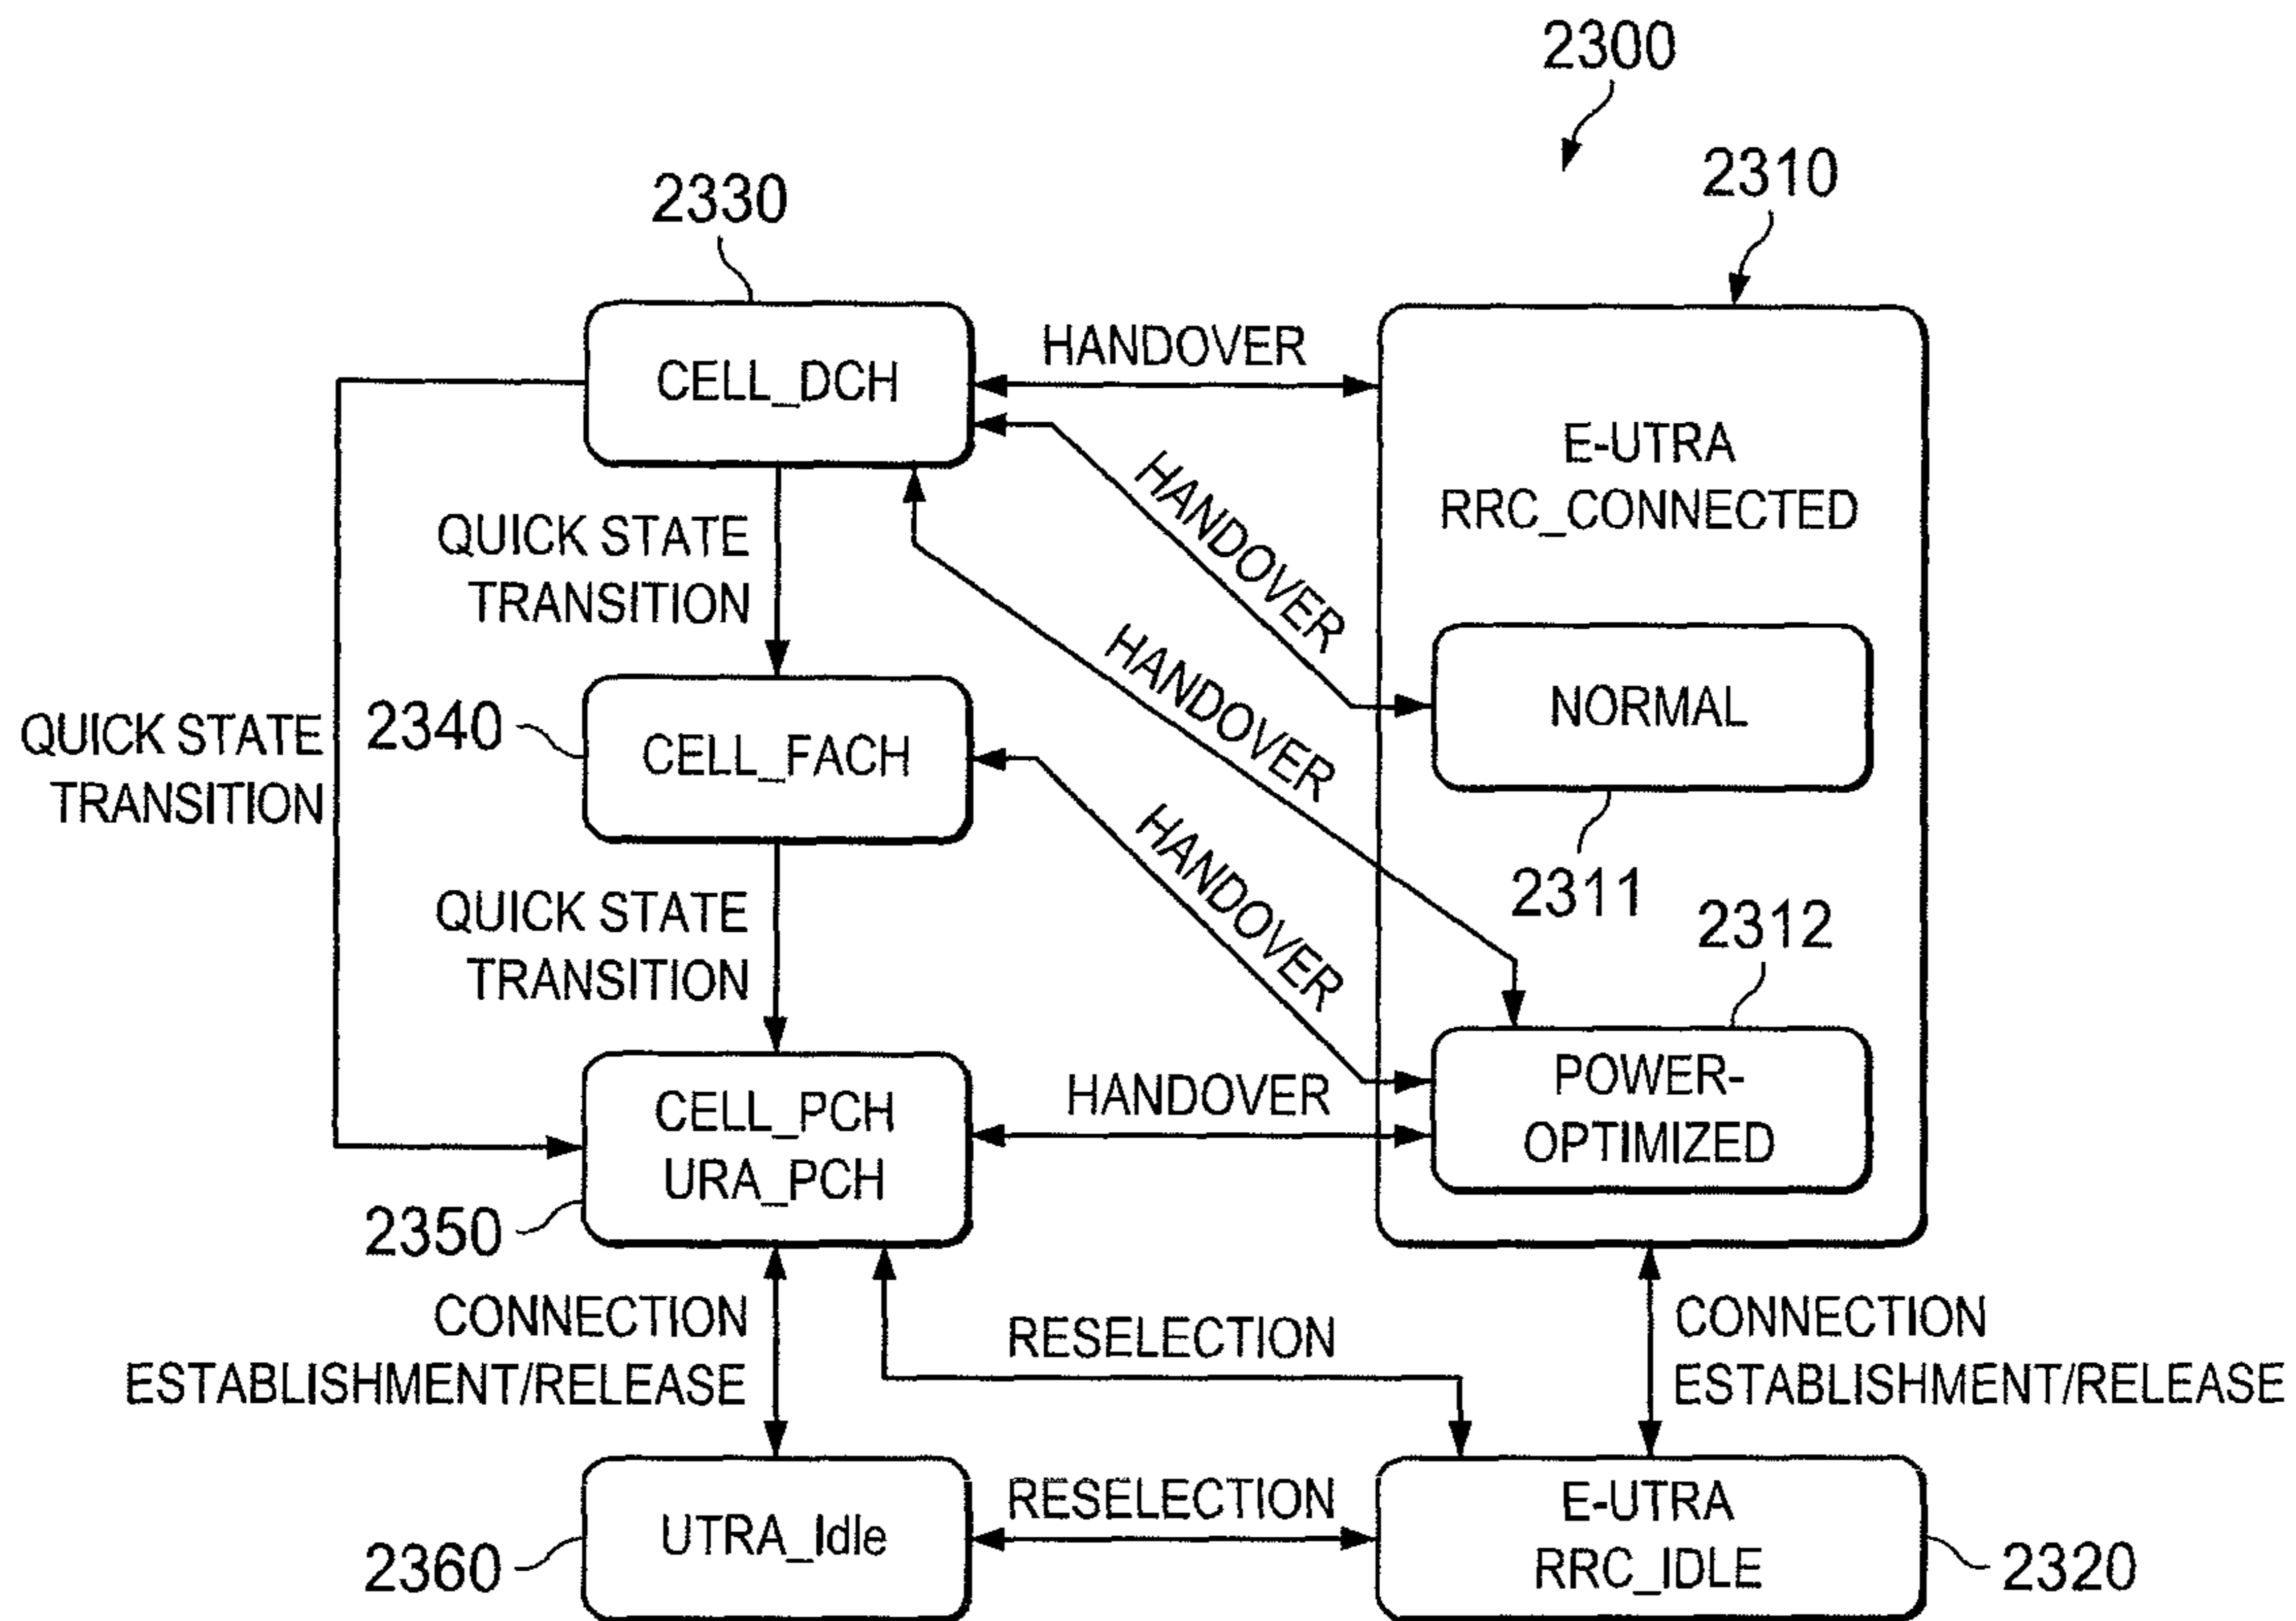 2300
2310
2330
CELL_DCH
HANDOVER
E-UTRA
RRC_CONNECTED
HANDOVER
QUICK STATE
TRANSITION
HANDOVER
NORMAL
2311
2340
CELL_FACH
QUICK STATE
TRANSITION
HANDOVER
QUICK STATE
TRANSITION
2312
POWER-
OPTIMIZED
HANDOVER
CELL_PCH
URA_PCH
2350
CONNECTION
ESTABLISHMENT/RELEASE
RESELECTION
CONNECTION
ESTABLISHMENT/RELEASE
UTRA_Idle
2360
RESELECTION
E-UTRA
RRC_IDLE
2320